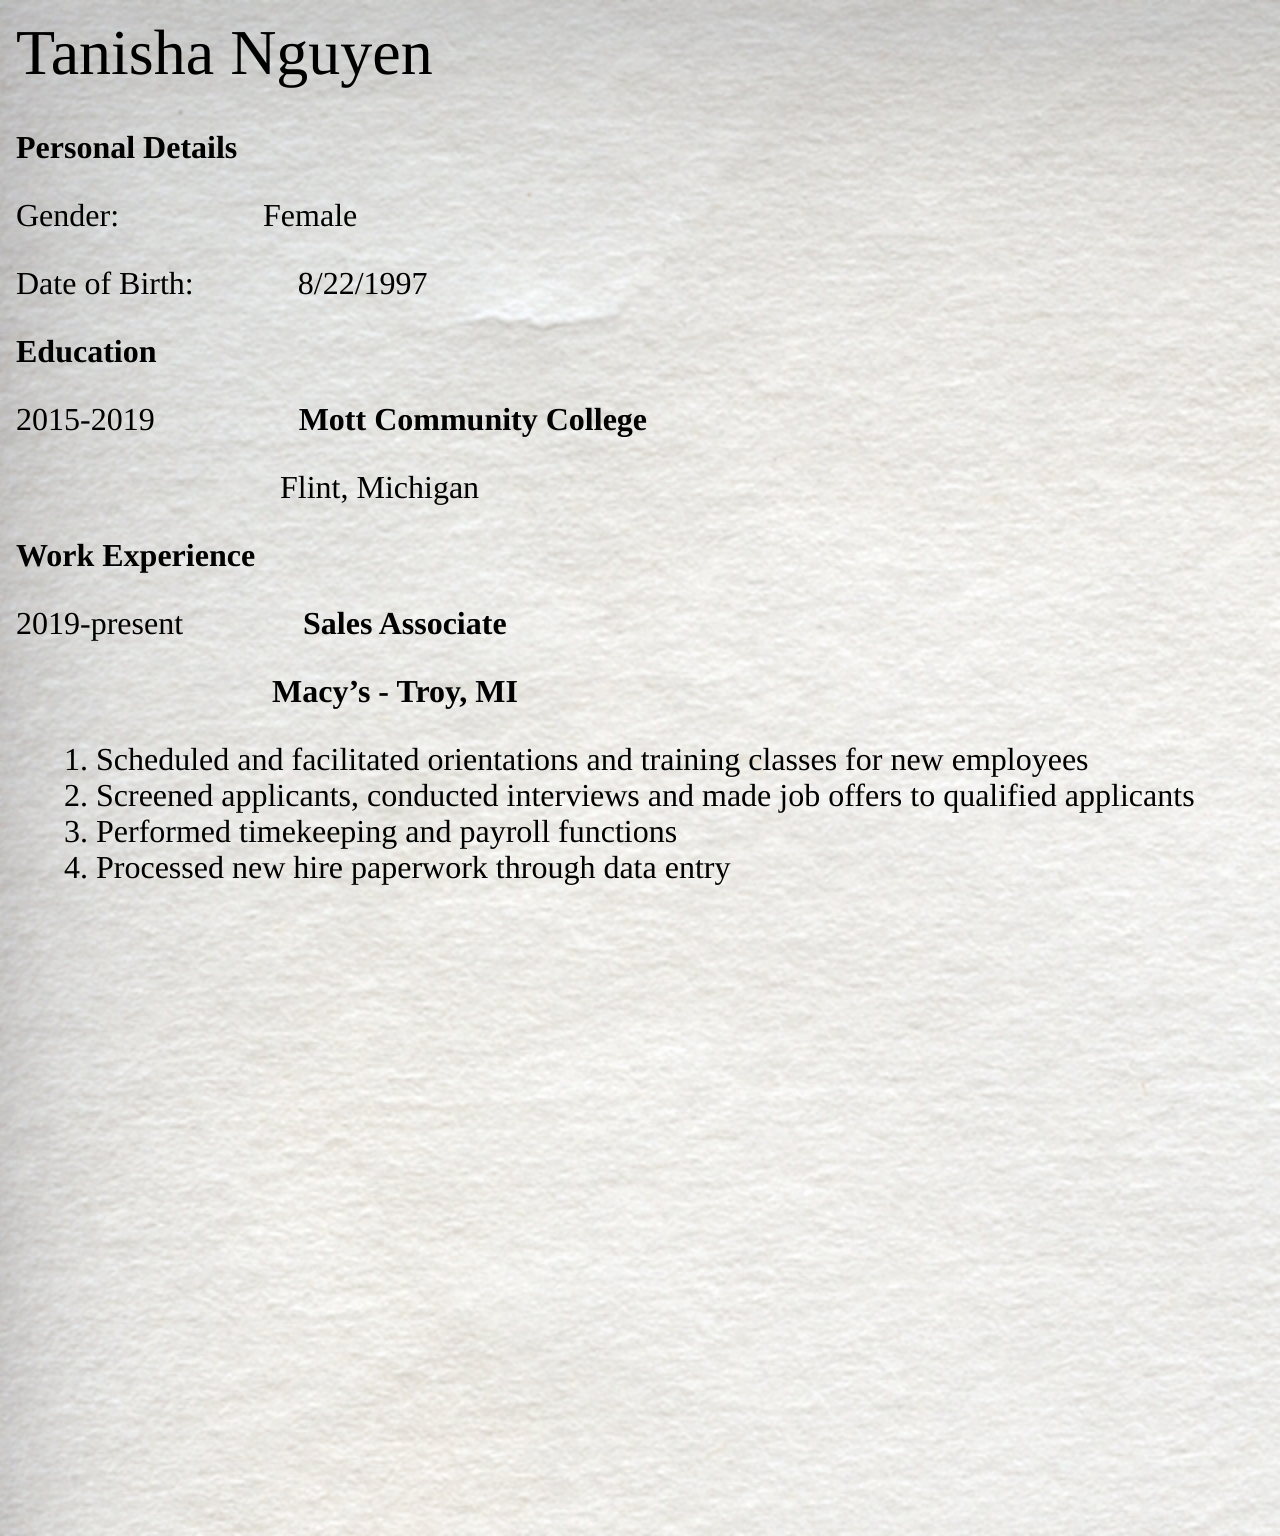 Tanisha Nguyen
Personal Details
Gender: Female
Date of Birth: 8/22/1997
Education
2015-2019 Mott Community College
Flint, Michigan
Work Experience
2019-present Sales Associate
Macy’s - Troy, MI
1. Scheduled and facilitated orientations and training classes for new employees
2. Screened applicants, conducted interviews and made job offers to qualified applicants
3. Performed timekeeping and payroll functions
4. Processed new hire paperwork through data entry